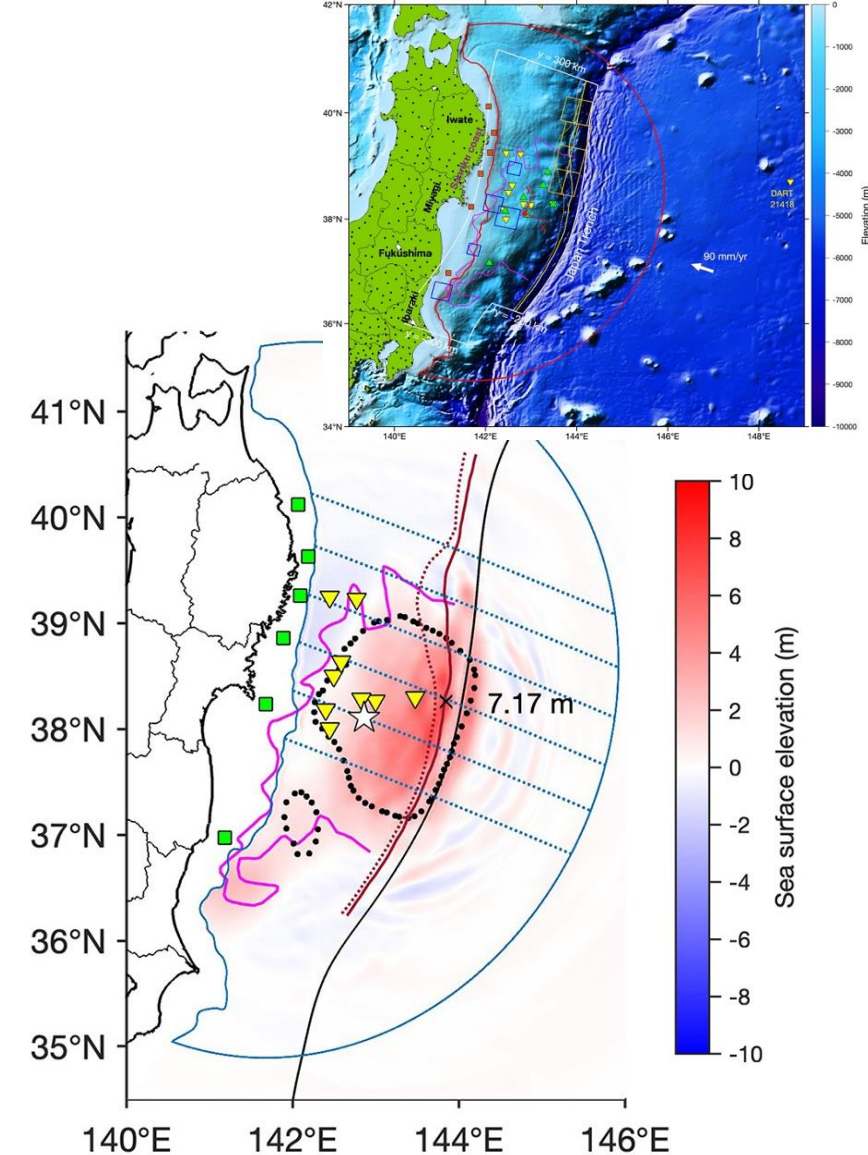 42°N
40°N
38°N
36°N
34°N
140°E
142°E
144°E
146°E
148°E
y = 300 km
Iwate
Sanriku coast
Miyagi
Fukushima
Ibaraki
Japan Trench
DART
21418
90 mm/yr
0
-1000
-2000
-3000
-4000
-5000
-6000
-7000
-8000
-9000
-10000
Elevation (m)
41°N
40°N
39°N
38°N
37°N
36°N
35°N
140°E
142°E
144°E
146°E
7.17 m
10
8
6
4
2
0
-2
-4
-6
-8
-10
Sea surface elevation (m)